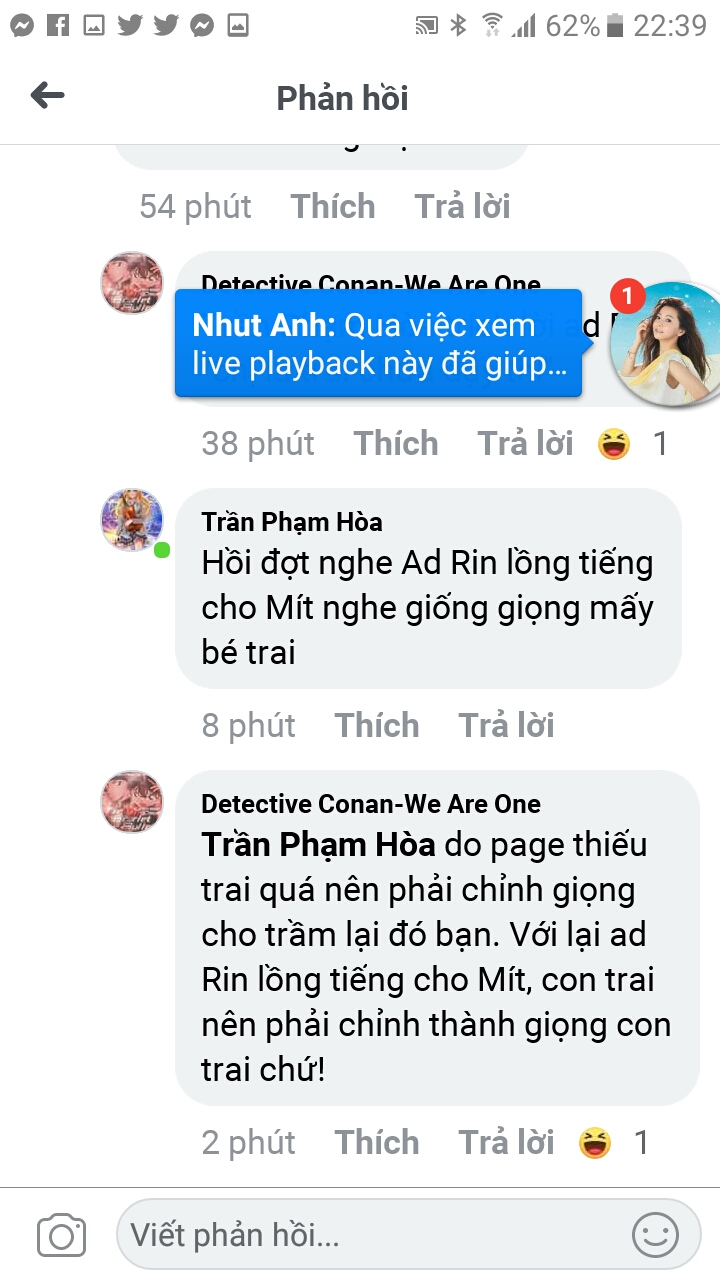 62% 22:39
Phản hồi
54 phút Thích Trả lời
Detective Conan-We Are One
ad
Nhut Anh: Qua việc xem
live playback này đã giúp...
1
38 phút Thích Trả lời 1
Trần Phạm Hòa
Hồi đợt nghe Ad Rin lồng tiếng
cho Mít nghe giống giọng mấy
bé trai
8 phút Thích Trả lời
Detective Conan-We Are One
Trần Phạm Hòa do page thiếu
trai quá nên phải chỉnh giọng
cho trầm lại đó bạn. Với lại ad
Rin lồng tiếng cho Mít, con trai
nên phải chỉnh thành giọng con
trai chứ!
2 phút Thích Trả lời 1
Viết phản hồi...